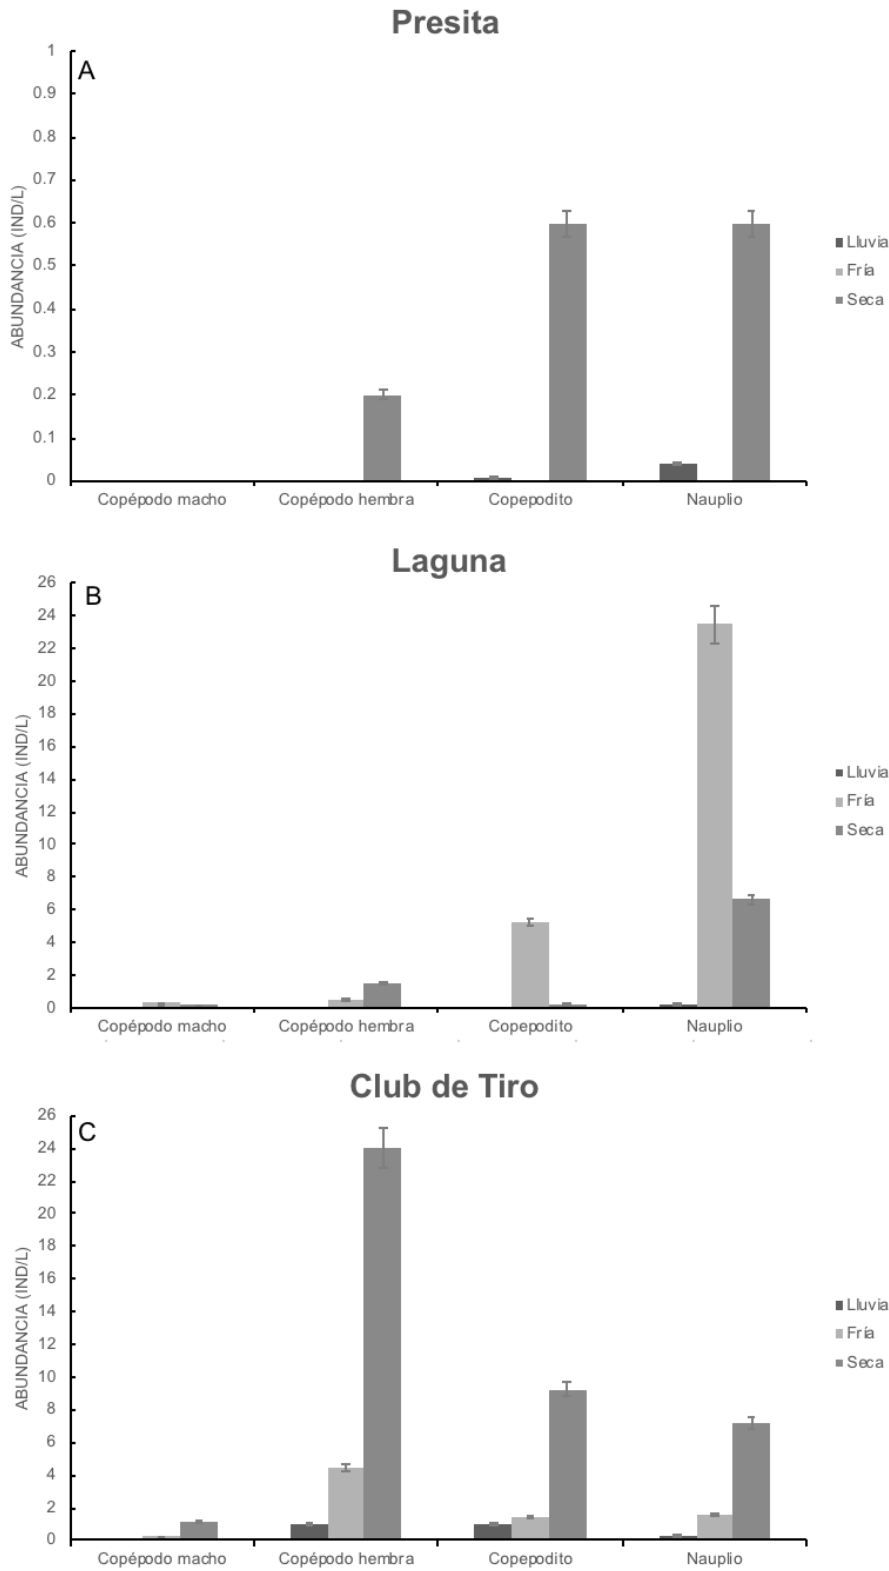 Presita
A
1
0.9
0.8
0.7
0.6
0.5
0.4
0.3
0.2
0.1
0
ABUNDANCIA (IND/L)
Copépodo macho Copépodo hembra Copepodito Nauplio
Lluvia
Fría
Seca
Laguna
B
26
24
22
20
18
16
14
12
10
8
6
4
2
0
ABUNDANCIA (IND/L)
Copépodo macho Copépodo hembra Copepodito Nauplio
Lluvia
Fría
Seca
Club de Tiro
C
26
24
22
20
18
16
14
12
10
8
6
4
2
0
ABUNDANCIA (IND/L)
Copépodo macho Copépodo hembra Copepodito Nauplio
Lluvia
Fría
Seca